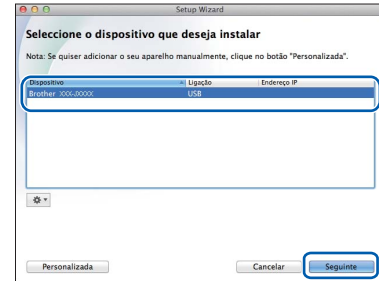 Setup Wizard
Seleccione o dispositivo que deseja instalar
Nota: Se quiser adicionar o seu aparelho manualmente, clique no botão "Personalizada".
Dispositivo Ligação Endereço IP
Brother XXX-XXXX USB
Personalizada Cancelar Seguinte